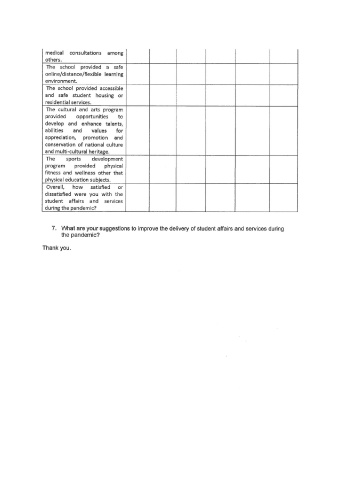 medical consultations among
others.
The school provided a safe
online/distance/flexible learning
environment.
The school provided accessible
and safe student housing or
residential services.
The cultural and arts program
provided opportunities to
develop and enhance talents,
abilities and values for
appreciation, promotion and
conservation of national culture
and multi-cultural heritage.
The sports development
program provided physical
fitness and wellness other that
physical education subjects.
Overall, how satisfied or
dissatisfied were you with the
student affairs and services
during the pandemic?
7. What are your suggestions to improve the delivery of student affairs and services during
the pandemic?
Thank you.